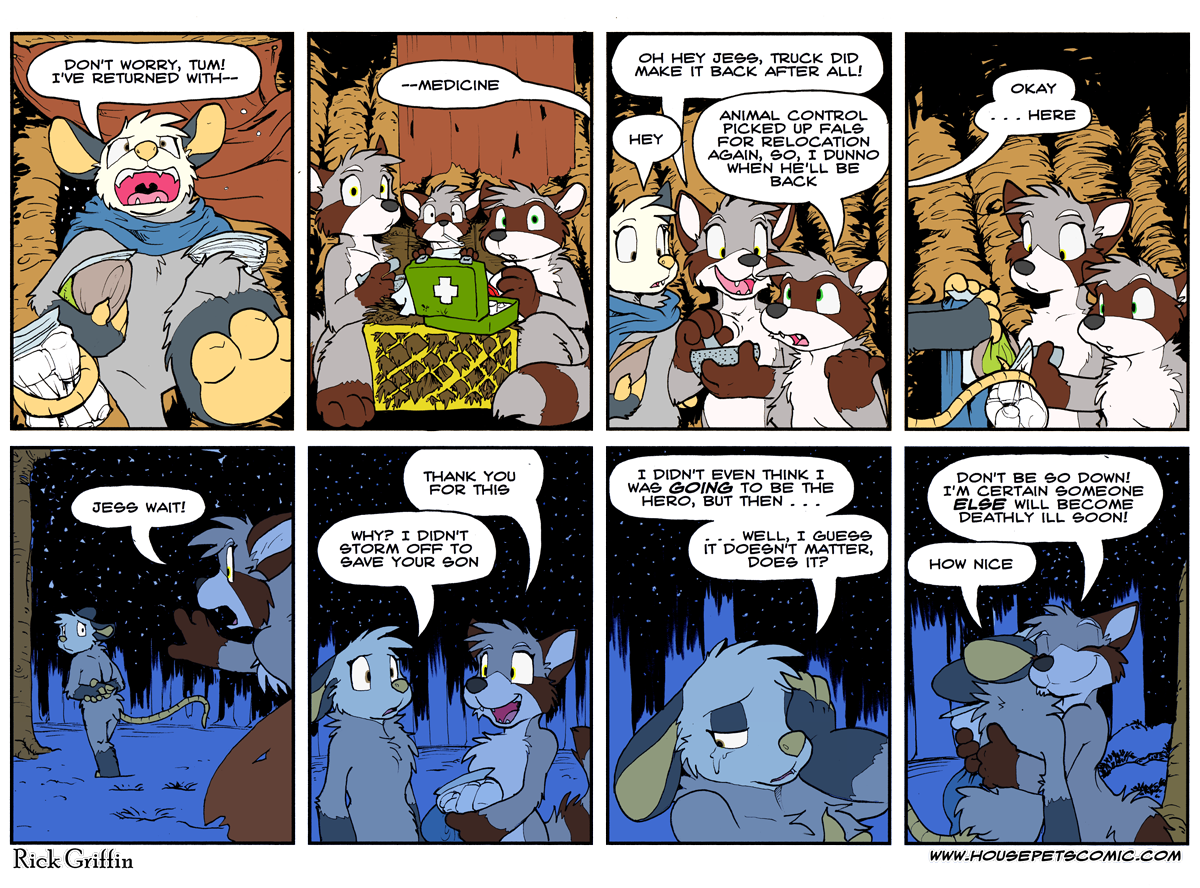 DON'T WORRY, TUM!
I'VE RETURNED WITH--
--MEDICINE
OH HEY JESS, TRUCK DID
MAKE IT BACK AFTER ALL!
HEY
ANIMAL CONTROL
PICKED UP FALS
FOR RELOCATION
AGAIN, SO, I DUNNO
WHEN HE'LL BE
BACK
OKAY
. . . HERE
JESS WAIT!
THANK YOU
FOR THIS
WHY? I DIDN'T
STORM OFF TO
SAVE YOUR SON
I DIDN'T EVEN THINK I
WAS GOING TO BE THE
HERO, BUT THEN . . .
. . . WELL, I GUESS
IT DOESN'T MATTER,
DOES IT?
DON'T BE SO DOWN!
I'M CERTAIN SOMEONE
ELSE WILL BECOME
DEATHLY ILL SOON!
HOW NICE
Rick Griffin
WWW.HOUSEPETSCOMIC.COM